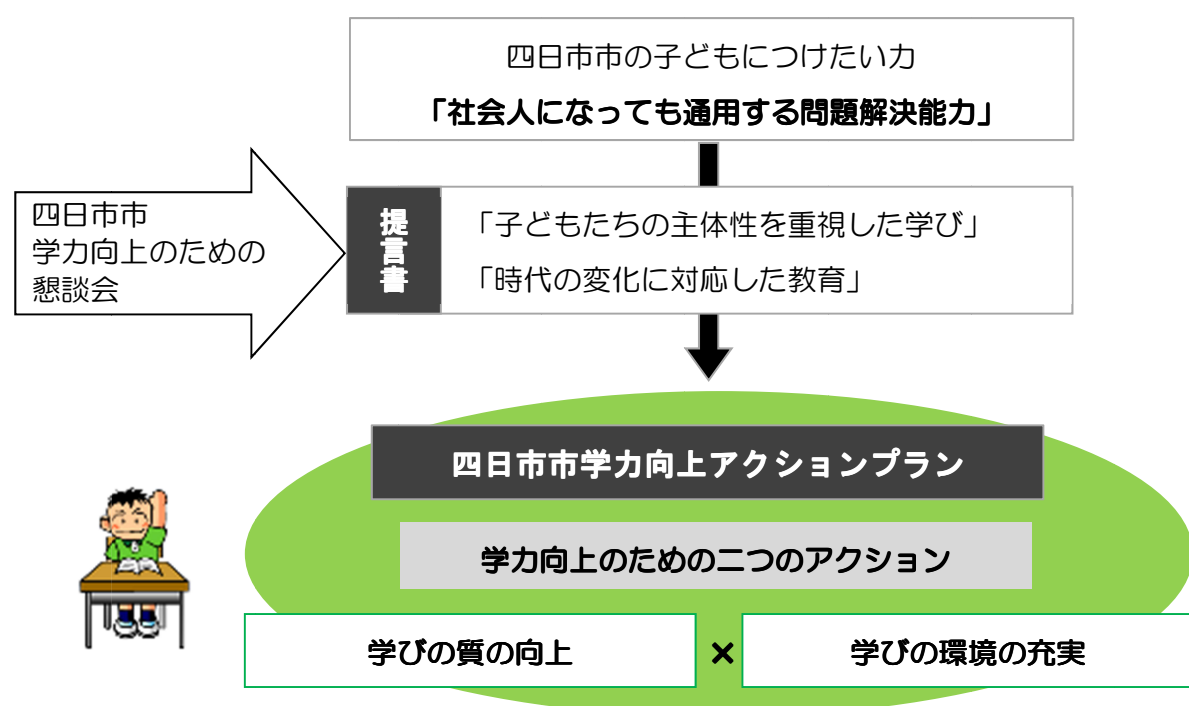 四日市市の子どもにつけたい力
「社会人になっても通用する問題解決能力」
四日市市
学力向上のための
懇談会
提言書
「子どもたちの主体性を重視した学び」
「時代の変化に対応した教育」
四日市市学力向上アクションプラン
学力向上のための二つのアクション
学びの質の向上 × 学びの環境の充実